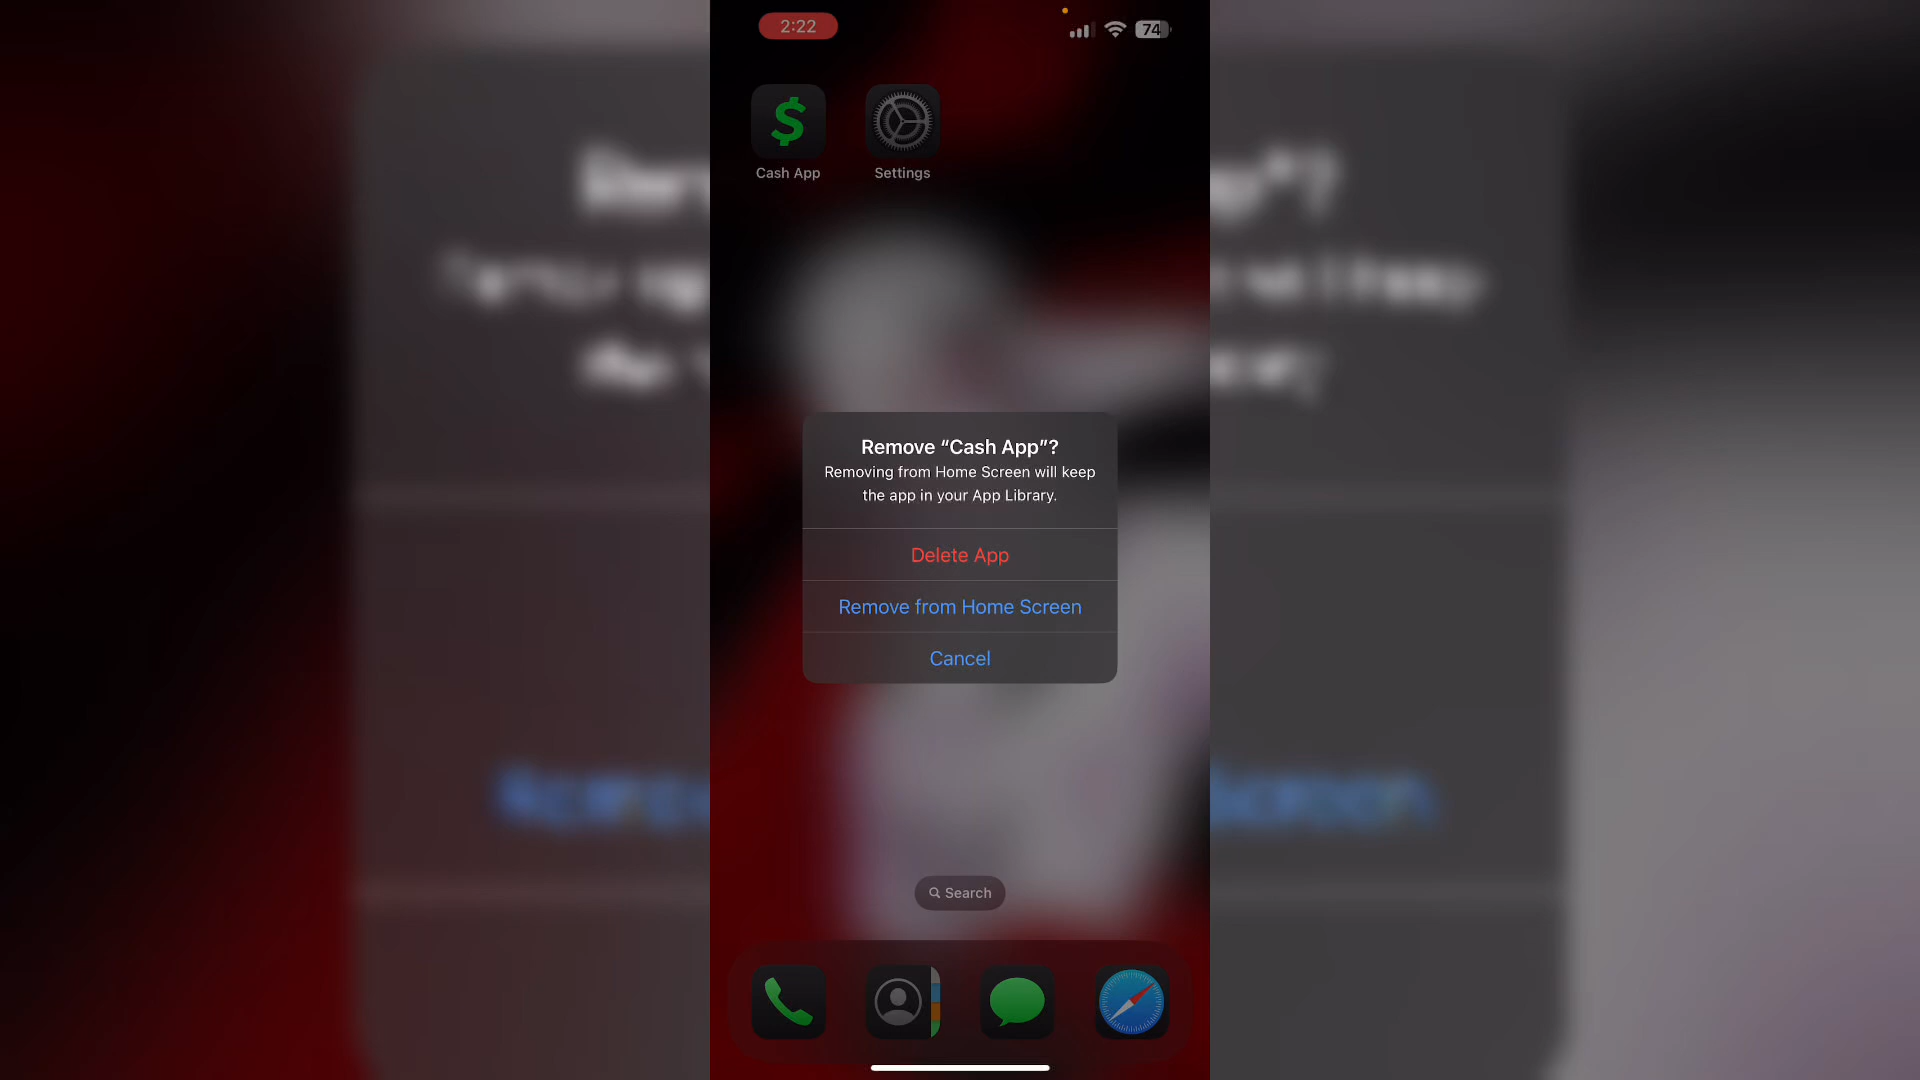 2:22
74
Cash App
Settings
Remove “Cash App”?
Removing from Home Screen will keep
the app in your App Library.
Delete App
Remove from Home Screen
Cancel
Search
Screen